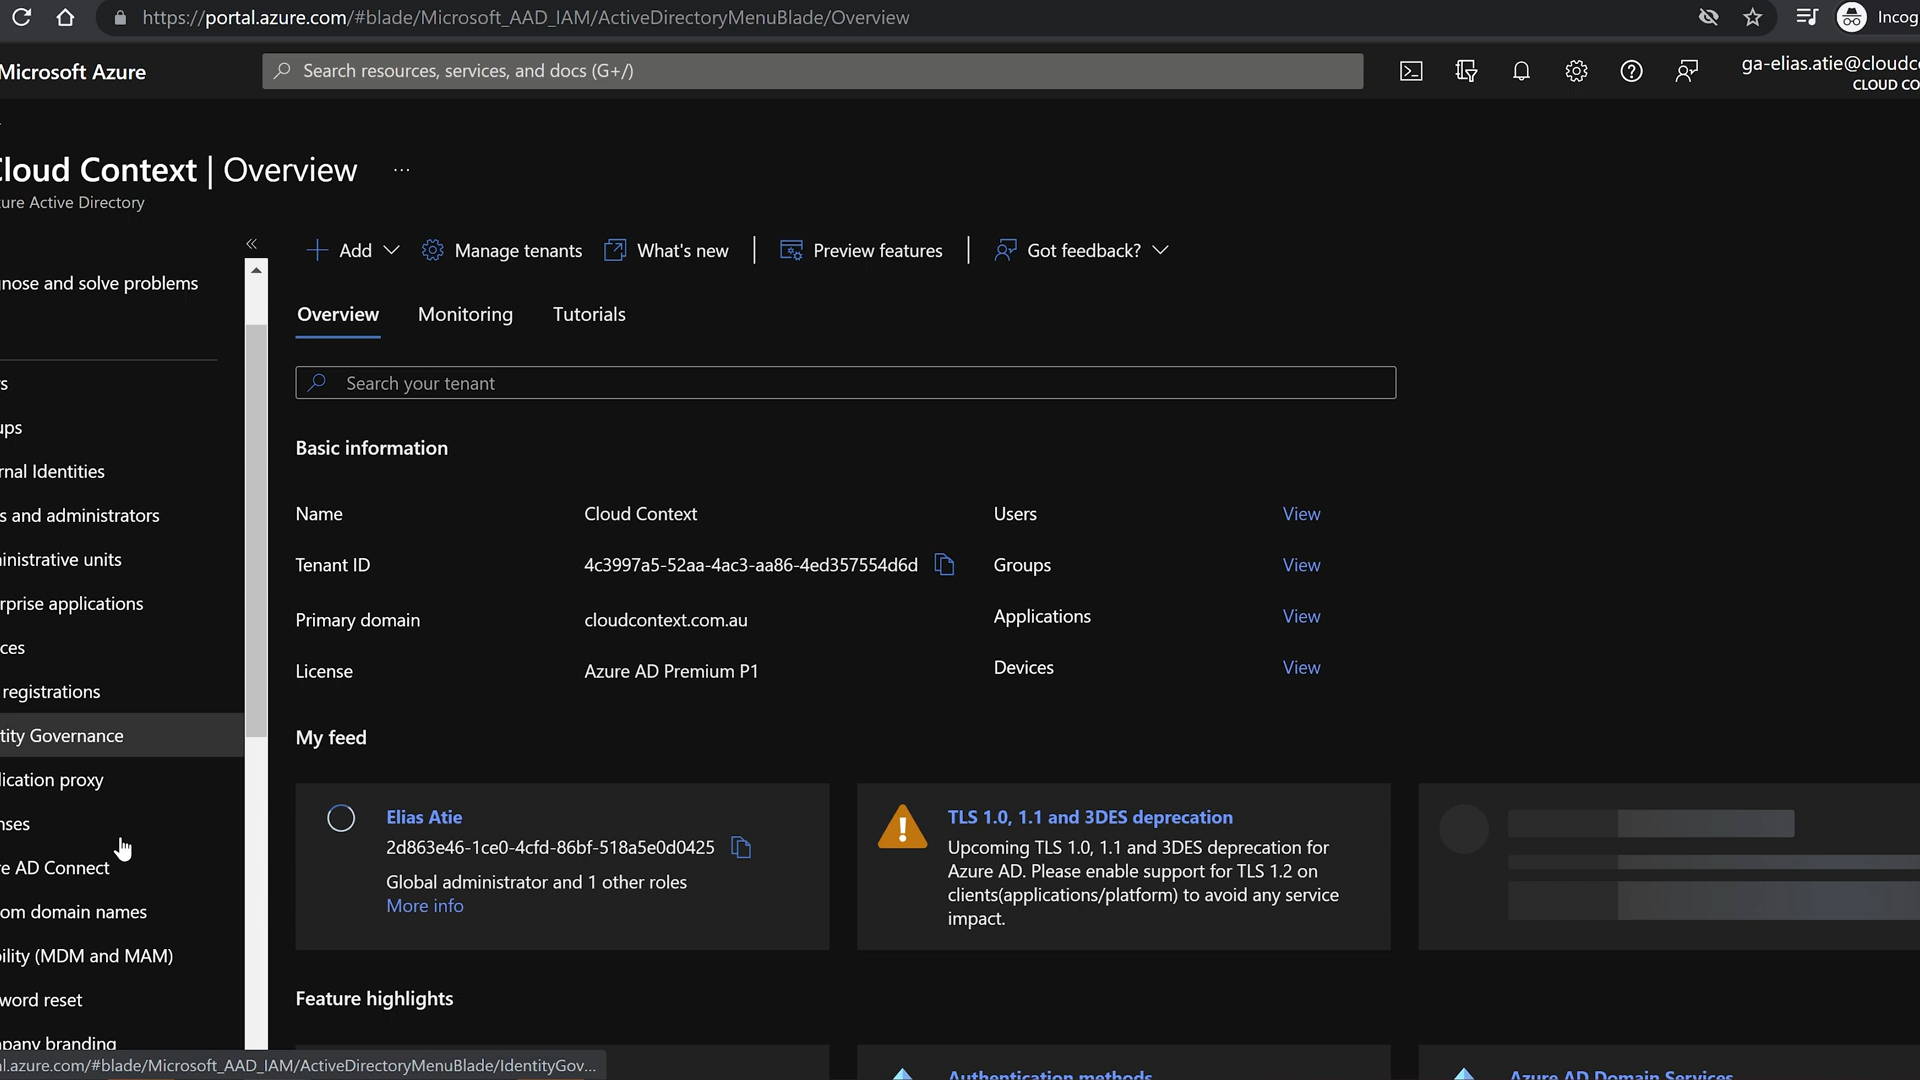 https://portal.azure.com/#blade/Microsoft_AAD_IAM/ActiveDirectoryMenuBlade/Overview
Incog
Microsoft Azure
Search resources, services, and docs (G+/)
ga-elias.atie@cloudc
CLOUD CO
Cloud Context | Overview
...
ure Active Directory
«
nose and solve problems
s
ups
rnal Identities
s and administrators
inistrative units
rprise applications
ces
registrations
tity Governance
lication proxy
nses
e AD Connect
om domain names
ility (MDM and MAM)
word reset
pany branding
l.azure.com/#blade/Microsoft_AAD_IAM/ActiveDirectoryMenuBlade/IdentityGov...
Add
Manage tenants
What's new
Preview features
Got feedback?
Overview
Monitoring
Tutorials
Search your tenant
Basic information
Name
Cloud Context
Users
View
Tenant ID
4c3997a5-52aa-4ac3-aa86-4ed357554d6d
Groups
View
Primary domain
cloudcontext.com.au
Applications
View
License
Azure AD Premium P1
Devices
View
My feed
Elias Atie
2d863e46-1ce0-4cfd-86bf-518a5e0d0425
Global administrator and 1 other roles
More info
TLS 1.0, 1.1 and 3DES deprecation
Upcoming TLS 1.0, 1.1 and 3DES deprecation for
Azure AD. Please enable support for TLS 1.2 on
clients(applications/platform) to avoid any service
impact.
Feature highlights
Authentication methods
Azure AD Domain Services